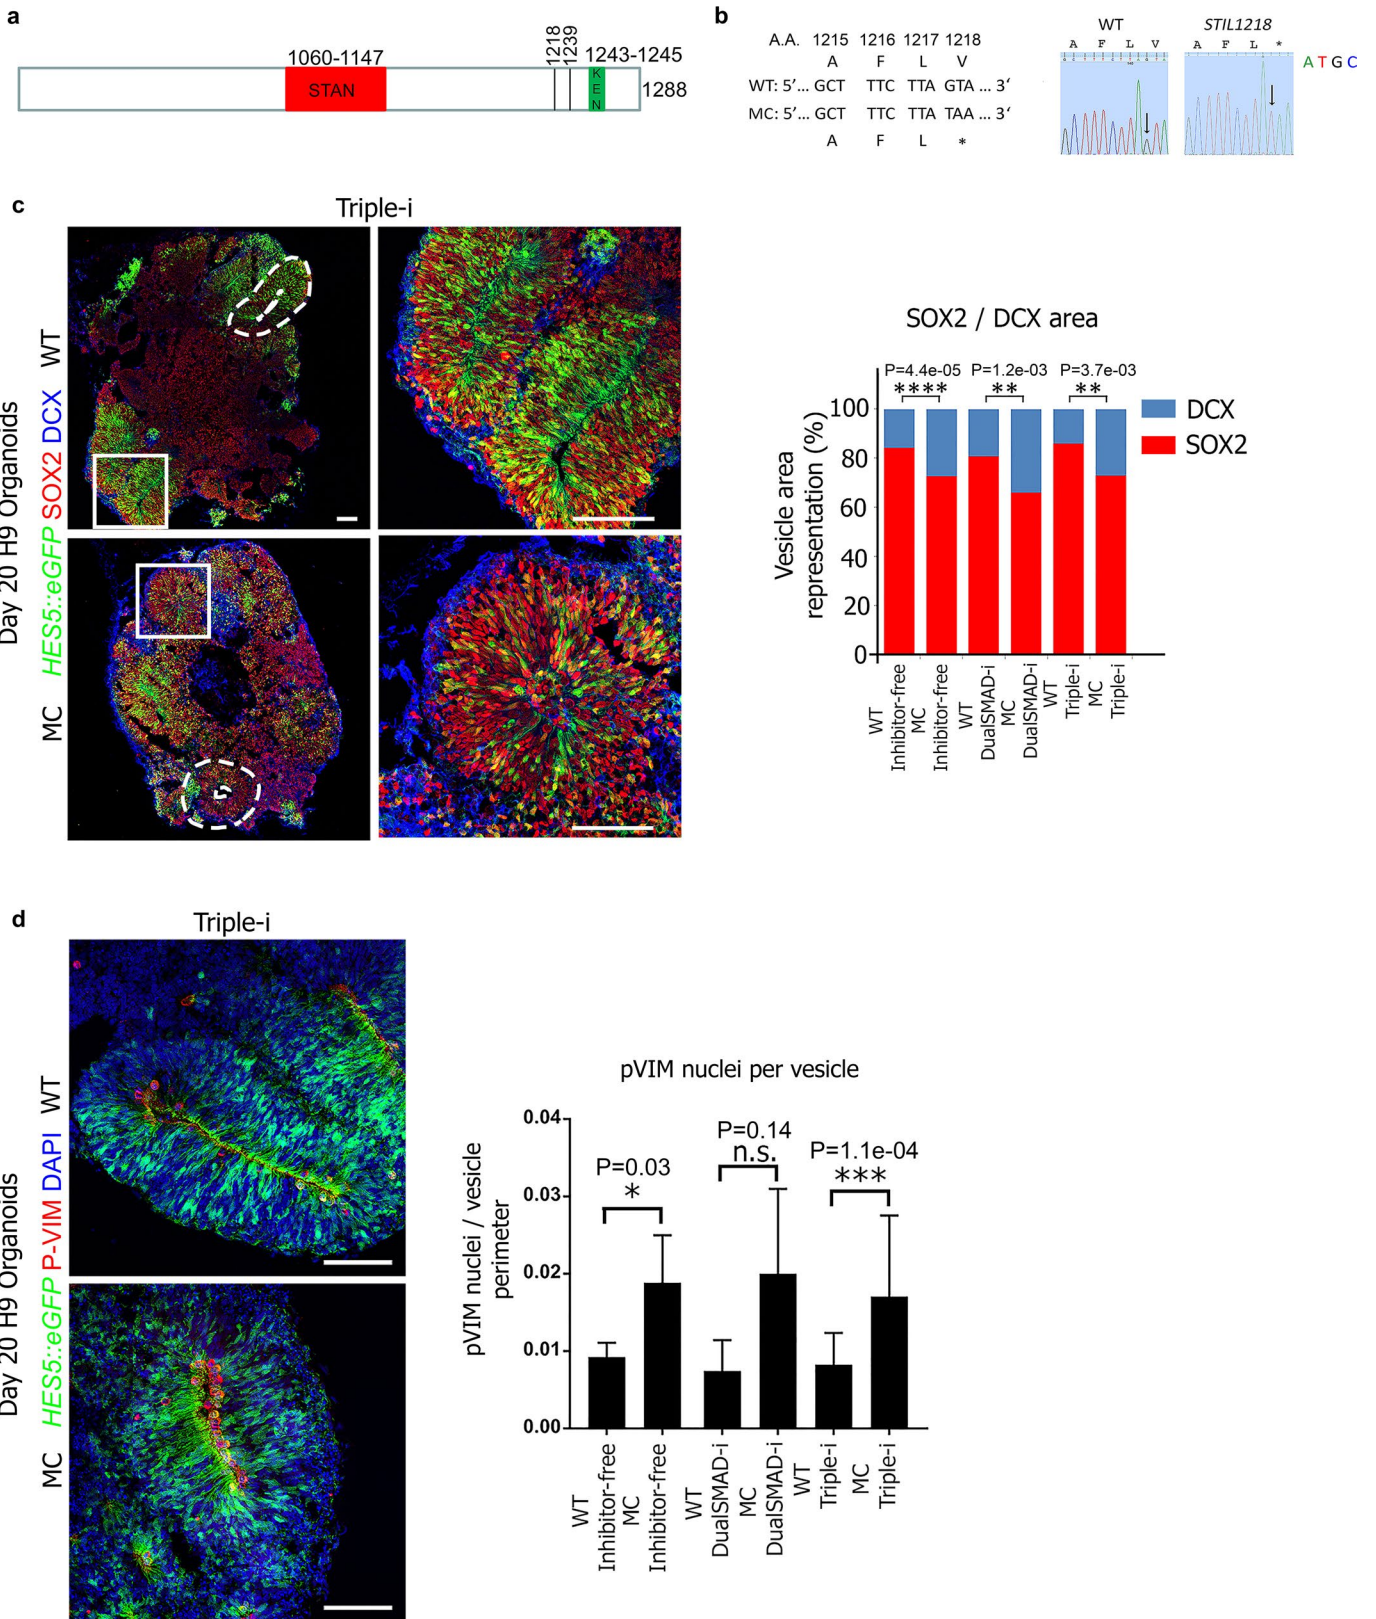 a
1060-1147
1218
1239
1243-1245
STAN
K
E
N
1288
b
A.A. 1215 1216 1217 1218
A F L V
WT: 5’... GCT TTC TTA GTA ... 3‘
MC: 5’... GCT TTC TTA TAA ... 3‘
A F L *
WT
A F L V
STIL1218
A F L *
A T G C
c
Triple-i
Day 20 H9 Organoids
HES5::eGFP SOX2 DCX
WT
MC
SOX2 / DCX area
P=4.4e-05 P=1.2e-03 P=3.7e-03
**** ** **
Vesicle area
representation (%)
100
80
60
40
20
0
DCX
SOX2
WT
Inhibitor-free
MC
Inhibitor-free
WT
DualSMAD-i
MC
DualSMAD-i
WT
Triple-i
MC
Triple-i
d
Triple-i
Day 20 H9 Organoids
HES5::eGFP P-VIM DAPI
WT
MC
pVIM nuclei per vesicle
pVIM nuclei / vesicle
perimeter
0.04
0.03
0.02
0.01
0.00
P=0.03
*
P=0.14
n.s.
P=1.1e-04
***
WT
Inhibitor-free
MC
Inhibitor-free
WT
DualSMAD-i
MC
DualSMAD-i
WT
Triple-i
MC
Triple-i